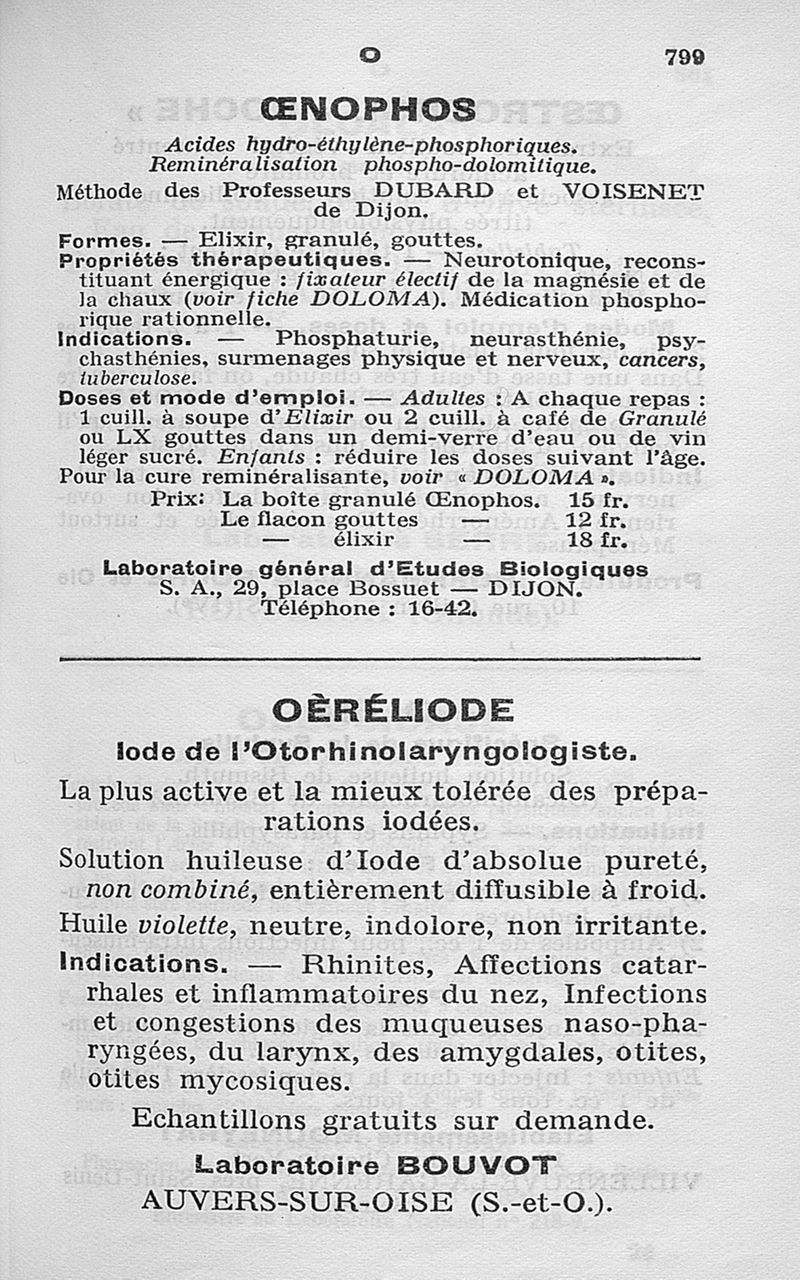 O 799
ŒNOPHOS
Acides hydro-éthylène-phosphoriques.
Reminéralisation phospho-dolomitique.
Méthode des Professeurs DUBARD et VOISENET
de Dijon.
Formes. — Elixir, granulé, gouttes.
Propriétés thérapeutiques. — Neurotonique, recons-
tituant énergique : fixateur électif de la magnésie et de
la chaux (voir fiche DOLOMA). Médication phospho-
rique rationnelle.
Indications. — Phosphaturie, neurasthénie, psy-
chasthénies, surmenages physique et nerveux, cancers,
tuberculose.
Doses et mode d'emploi. — Adultes : A chaque repas :
1 cuill. à soupe d'Elixir ou 2 cuill. à café de Granulé
ou LX gouttes dans un demi-verre d'eau ou de vin
léger sucré. Enfants : réduire les doses suivant l'âge.
Pour la cure reminéralisante, voir « DOLOMA ».
Prix: La boîte granulé Œnophos. 15 fr.
Le flacon gouttes — 12 fr.
— élixir — 18 fr.
Laboratoire général d'Etudes Biologiques
S. A., 29, place Bossuet — DIJON.
Téléphone : 16-42.
OÈRÉLIODE
Iode de l'Otorhinolaryngologiste.
La plus active et la mieux tolérée des prépa-
rations iodées.
Solution huileuse d'Iode d'absolue pureté,
non combiné, entièrement diffusible à froid.
Huile violette, neutre, indolore, non irritante.
Indications. — Rhinites, Affections catar-
rhales et inflammatoires du nez, Infections
et congestions des muqueuses naso-pha-
ryngées, du larynx, des amygdales, otites,
otites mycosiques.
Echantillons gratuits sur demande.
Laboratoire BOUVOT
AUVERS-SUR-OISE (S.-et-O.).